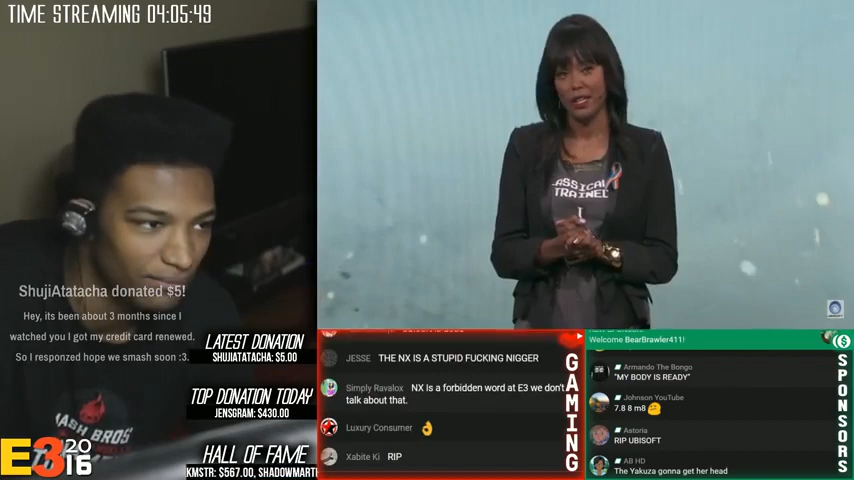 TIME STREAMING 04:05:49
CLASSICALLY
TRAINED
ShujiAtatacha donated $5!
Hey, its been about 3 months since I
watched you I got my credit card renewed.
So I responzed hope we smash soon :3.
LATEST DONATION
SHUJIATATACHA: $5.00
TOP DONATION TODAY
JENSGRAM: $430.00
HALL OF FAME
KMSTR: $567.00, SHADOWMARTI
SMASH BROS
E3 2016
JESSE THE NX IS A STUPID FUCKING NIGGER
Simply Ravalox NX Is a forbidden word at E3 we don't
talk about that.
Luxury Consumer 👌
Xabite Ki RIP
GAMING
Welcome BearBrawler411!
Armando The Bongo
"MY BODY IS READY"
Johnson YouTube
7.8 8 m8 🤔
Astoria
RIP UBISOFT
AB HD
The Yakuza gonna get her head
SPONSORS